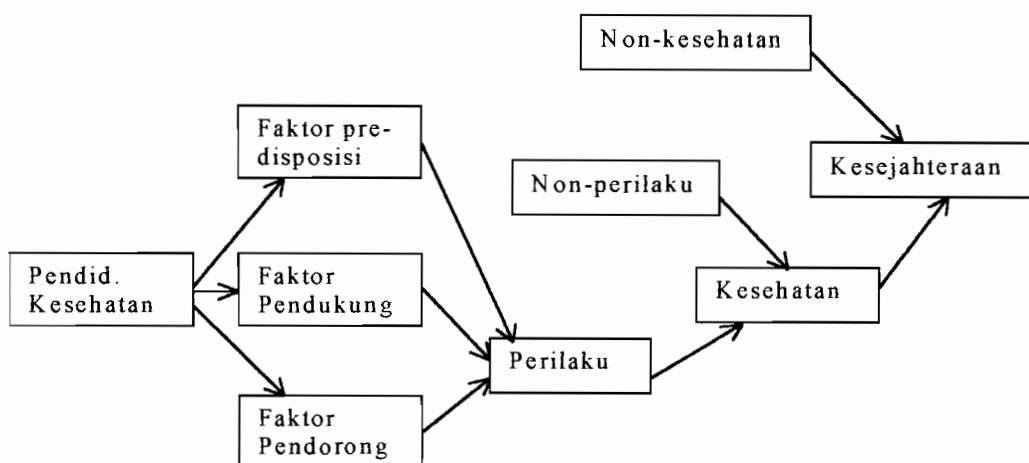 Non-kesehatan
Faktor pre-
disposisi
Non-perilaku
Kesejahteraan
Pendid.
Kesehatan
Faktor
Pendukung
Kesehatan
Perilaku
Faktor
Pendorong